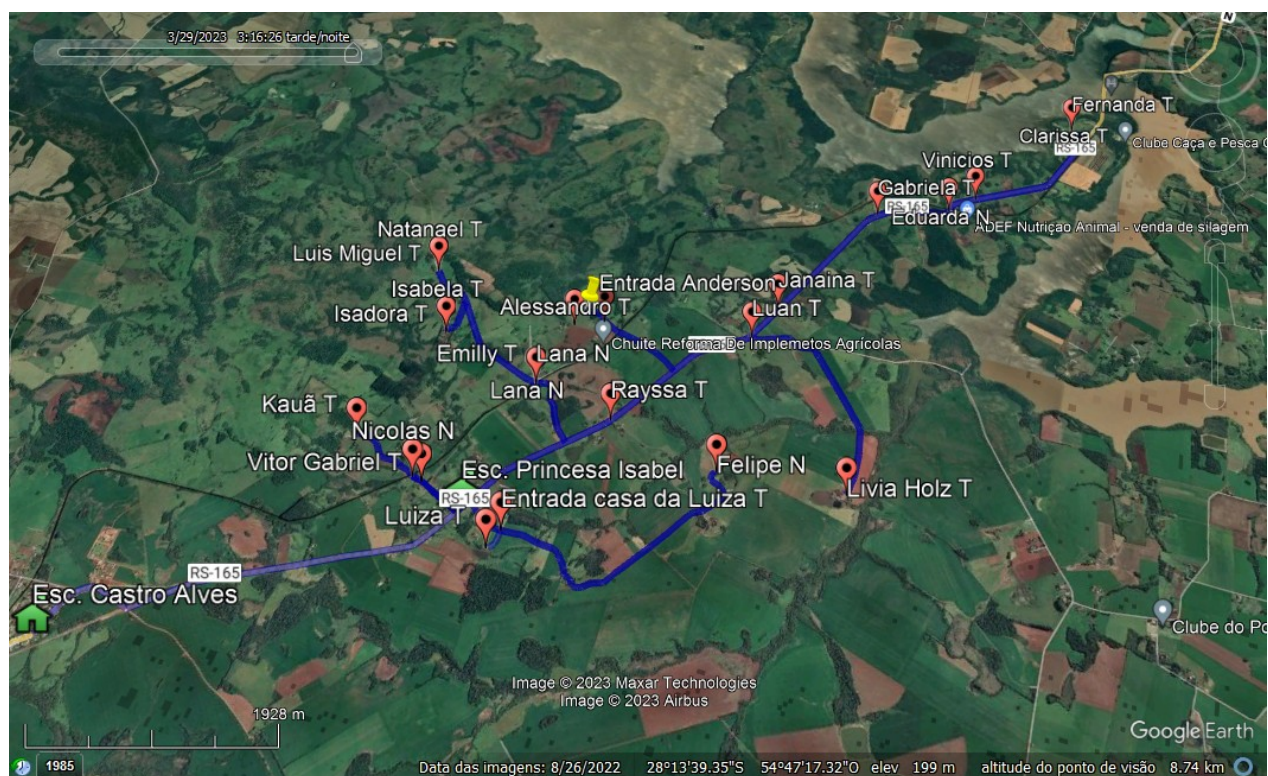 N
3/29/2023 3:16:26 tarde/noite
Fernanda T
Clarissa T
RS-165
Clube Caça e Pesca
Vinicios T
Gabriela T
RS-165
Eduarda N
ADEF Nutrição Animal - venda de silagem
Natanael T
Luis Miguel T
Isabela T
Isadora T
Entrada Anderson
Janaina T
Alessandro T
Luan T
Chuite Reforma De Implemetos Agrícolas
Emilly T
Lana N
Lana N
Rayssa T
Kauã T
Nicolas N
Vitor Gabriel T
Esc. Princesa Isabel
Felipe N
RS-165
Entrada casa da Luiza T
Livia Holz T
Luiza T
RS-165
Esc. Castro Alves
Clube do Po
Image © 2023 Maxar Technologies
Image © 2023 Airbus
1928 m
Google Earth
1985
Data das imagens: 8/26/2022 28°13'39.35"S 54°47'17.32"O elev 199 m altitude do ponto de visão 8.74 km